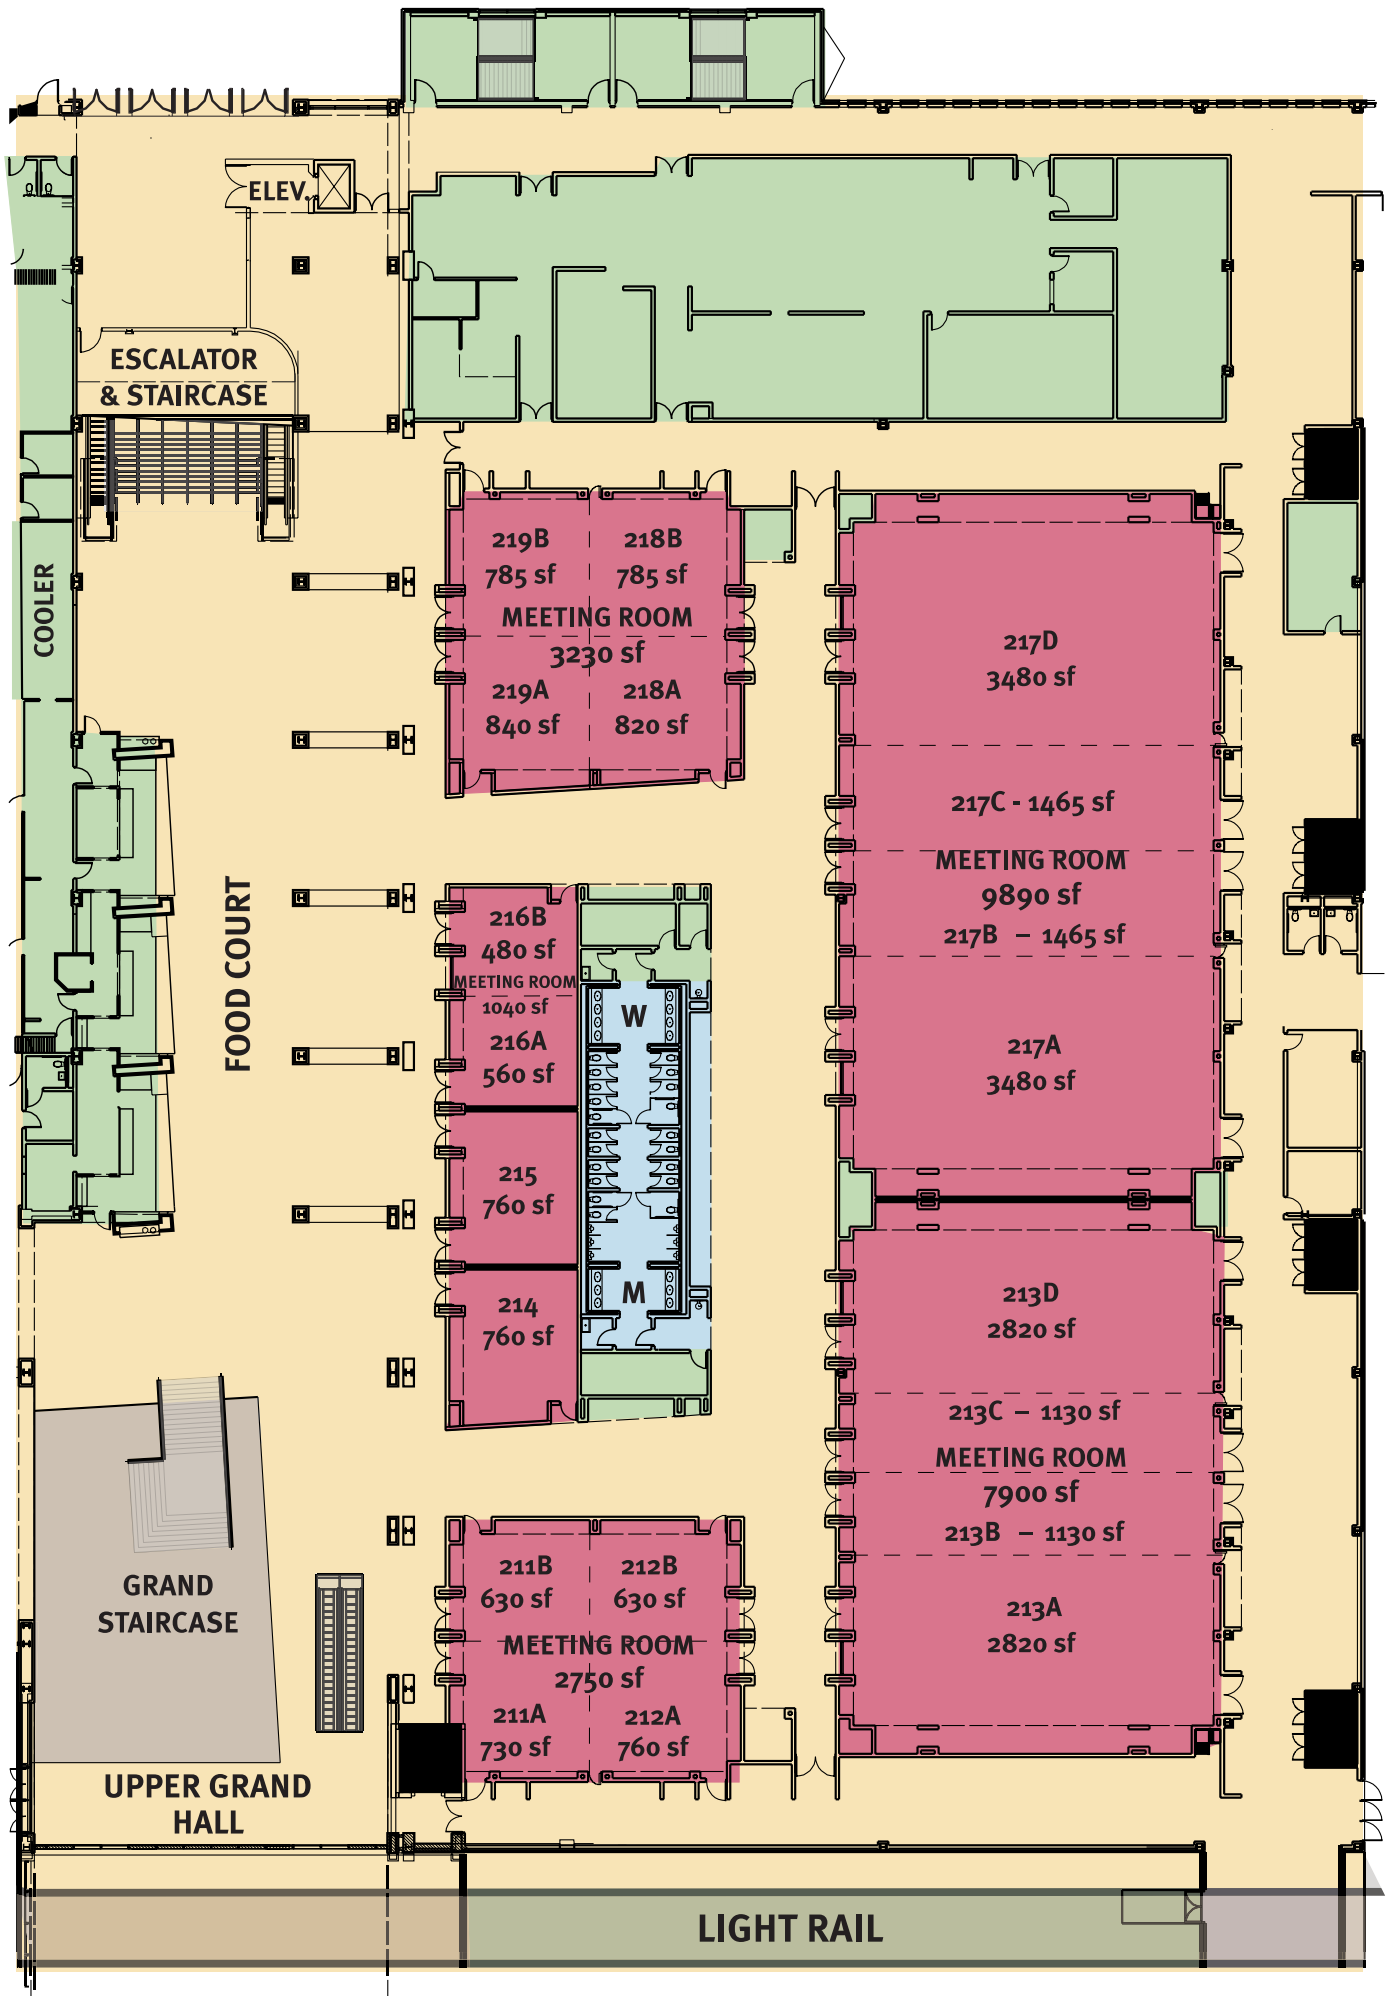 ELEV.
ESCALATOR
& STAIRCASE
COOLER
FOOD COURT
219B
785 sf
218B
785 sf
MEETING ROOM
3230 sf
219A
840 sf
218A
820 sf
217D
3480 sf
217C - 1465 sf
MEETING ROOM
9890 sf
217B – 1465 sf
217A
3480 sf
216B
480 sf
MEETING ROOM
1040 sf
216A
560 sf
W
215
760 sf
M
214
760 sf
213D
2820 sf
213C – 1130 sf
MEETING ROOM
7900 sf
213B – 1130 sf
213A
2820 sf
211B
630 sf
212B
630 sf
MEETING ROOM
2750 sf
211A
730 sf
212A
760 sf
GRAND
STAIRCASE
UPPER GRAND
HALL
LIGHT RAIL